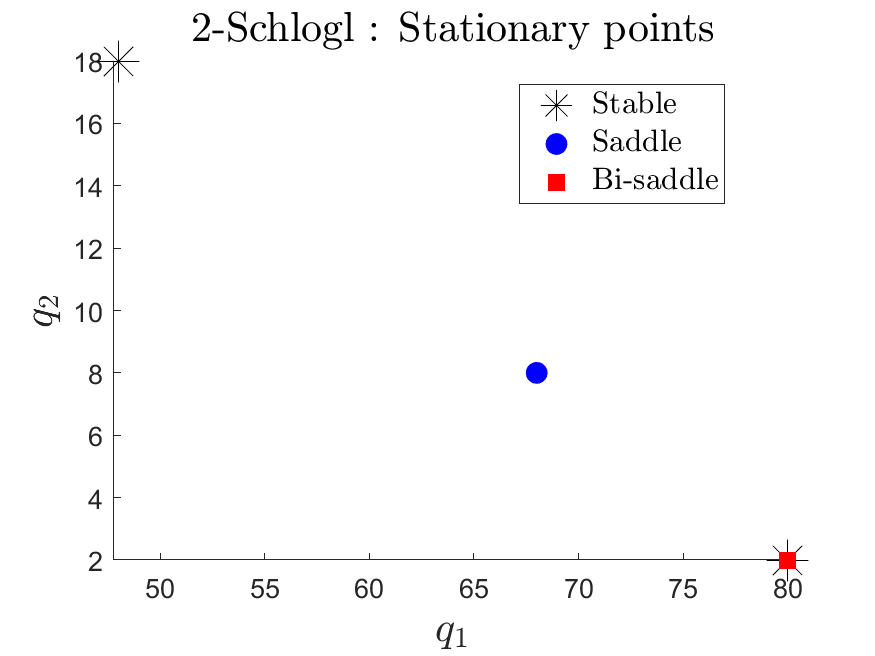 2-Schlogl : Stationary points
Stable
Saddle
Bi-saddle
18
16
14
12
10
8
6
4
2
q₂
50 55 60 65 70 75 80
q₁